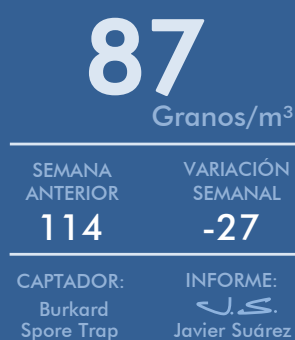 87
Granos/m³
SEMANA ANTERIOR
114
VARIACIÓN SEMANAL
-27
CAPTADOR:
Burkard
Spore Trap
INFORME:
J.S.
Javier Suárez